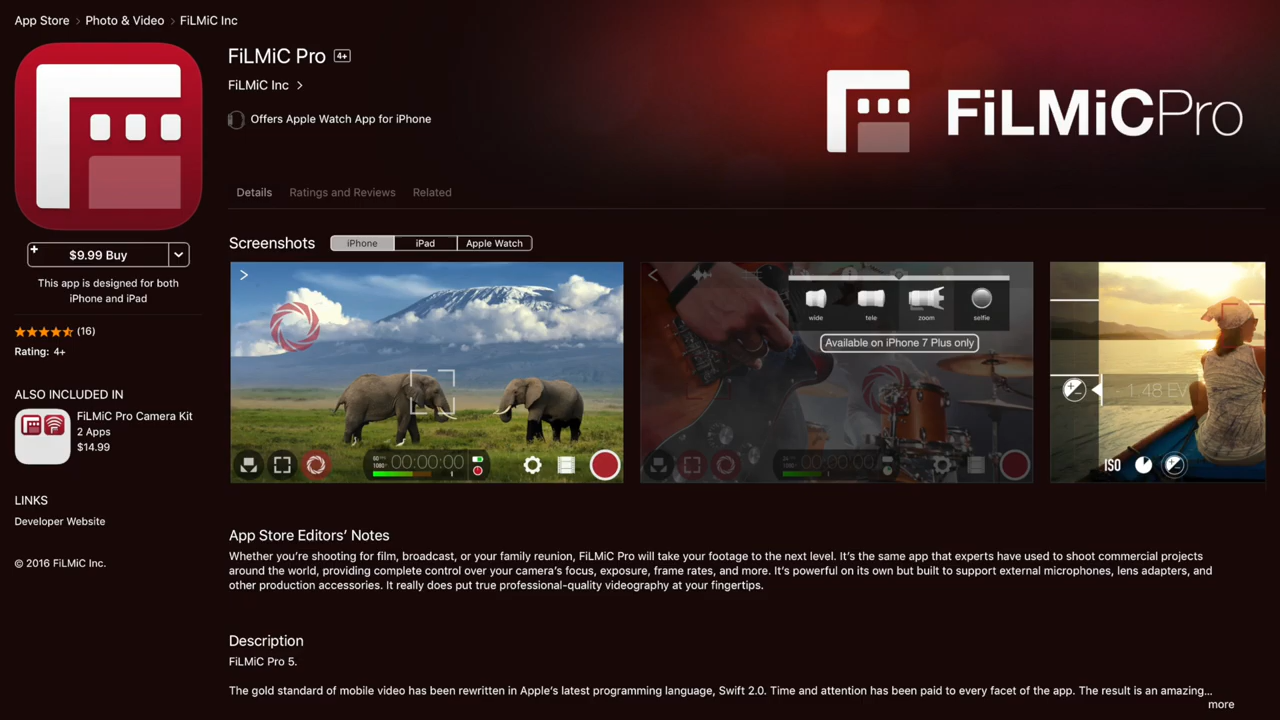 App Store > Photo & Video > FiLMiC Inc
FiLMiC Pro 4+
FiLMiC Inc >
Offers Apple Watch App for iPhone
FiLMiCPro
Details Ratings and Reviews Related
+ $9.99 Buy
This app is designed for both
iPhone and iPad
(16)
Rating: 4+
ALSO INCLUDED IN
FiLMiC Pro Camera Kit
2 Apps
$14.99
LINKS
Developer Website
© 2016 FiLMiC Inc.
Screenshots iPhone iPad Apple Watch
1080
00:00:00
wide tele zoom selfie
Available on iPhone 7 Plus only
00:00:00
- 1.48 EV
ISO
App Store Editors’ Notes
Whether you’re shooting for film, broadcast, or your family reunion, FiLMiC Pro will take your footage to the next level. It’s the same app that experts have used to shoot commercial projects
around the world, providing complete control over your camera’s focus, exposure, frame rates, and more. It’s powerful on its own but built to support external microphones, lens adapters, and
other production accessories. It really does put true professional-quality videography at your fingertips.
Description
FiLMiC Pro 5.
The gold standard of mobile video has been rewritten in Apple’s latest programming language, Swift 2.0. Time and attention has been paid to every facet of the app. The result is an amazing...
more